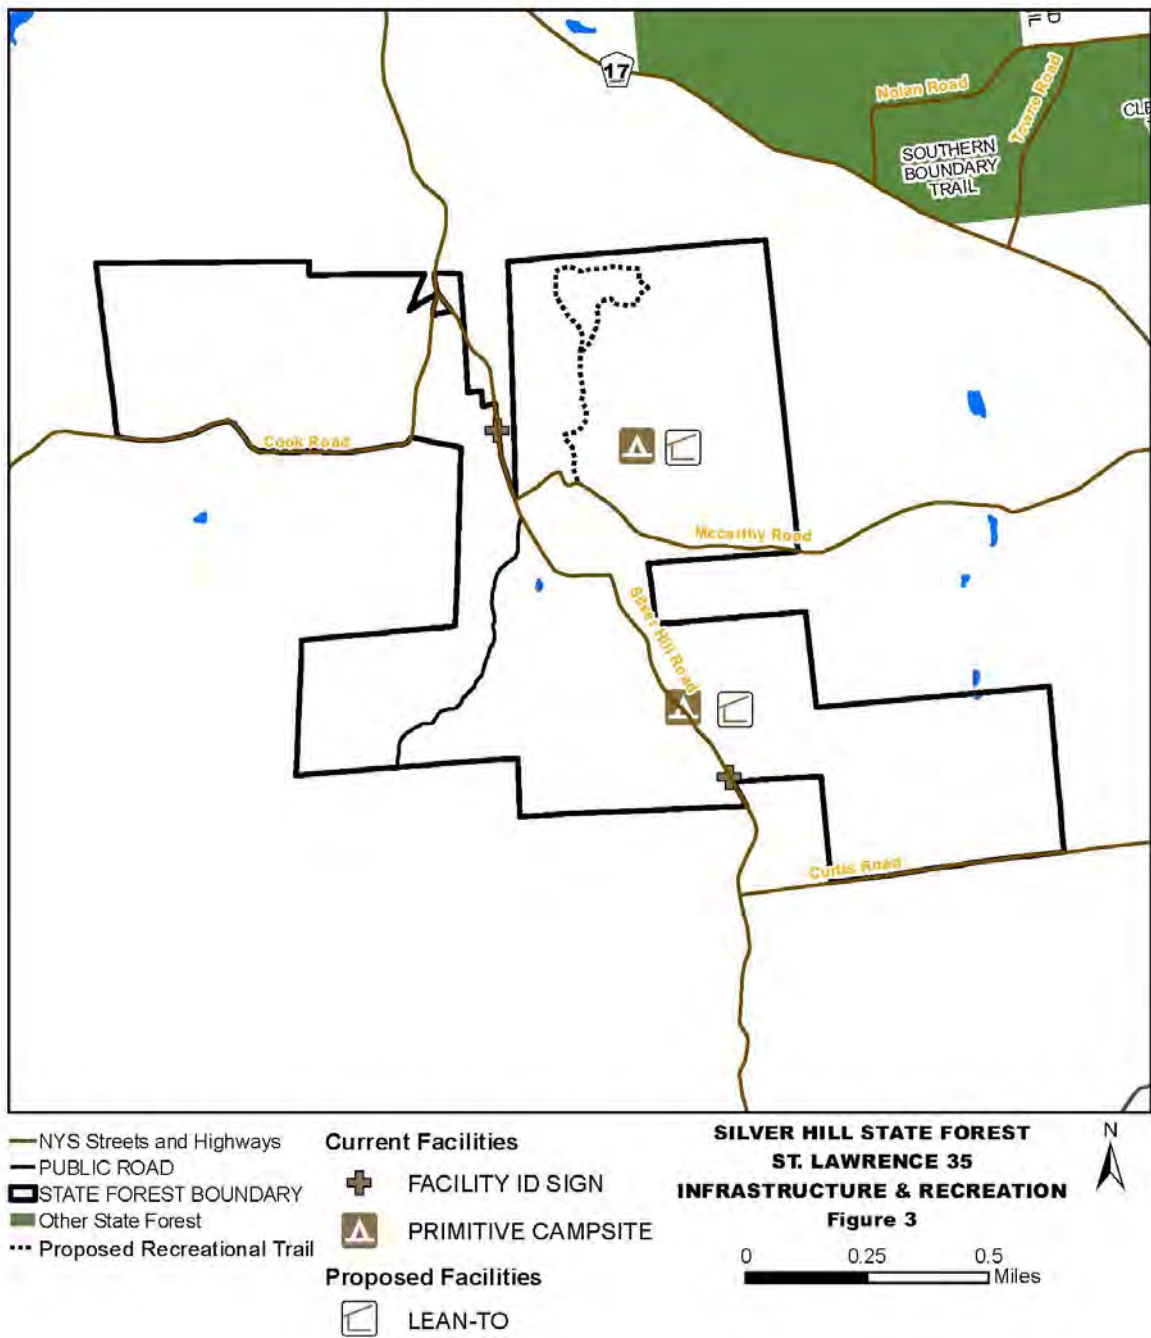 D
IL
17
Nolan Road
Towne Road
SOUTHERN
BOUNDARY
TRAIL
CLE
Cook Road
Mccarthy Road
Silver Hill Road
Curtis Road
NYS Streets and Highways
PUBLIC ROAD
STATE FOREST BOUNDARY
Other State Forest
Proposed Recreational Trail
Current Facilities
FACILITY ID SIGN
PRIMITIVE CAMPSITE
Proposed Facilities
LEAN-TO
SILVER HILL STATE FOREST
ST. LAWRENCE 35
INFRASTRUCTURE & RECREATION
Figure 3
N
0 0.25 0.5
Miles